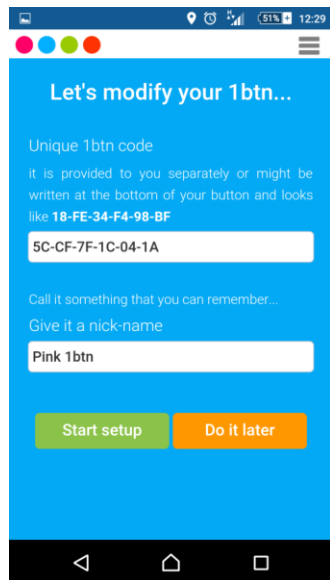 51% 12:29
Let's modify your 1btn...
Unique 1btn code
it is provided to you
separately or might be
written at the bottom of your button and looks
like 18-FE-34-F4-98-BF
5C-CF-7F-1C-04-1A
Call it something that you can remember...
Give it a nick-name
Pink 1btn
Start setup Do it later